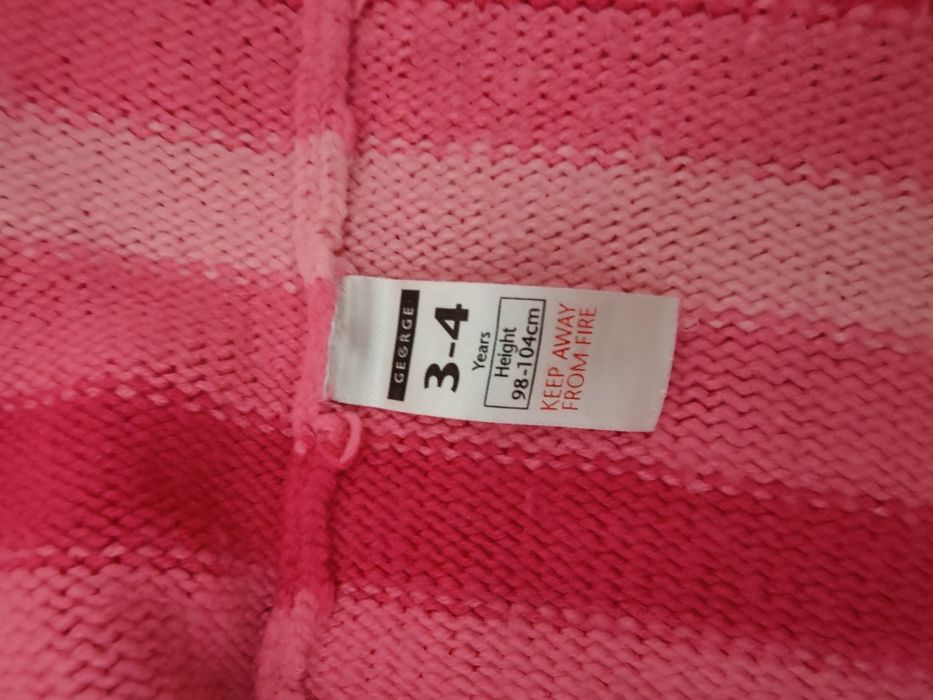 GEORGE
3-4
Years
Height
98-104cm
KEEP AWAY
FROM FIRE